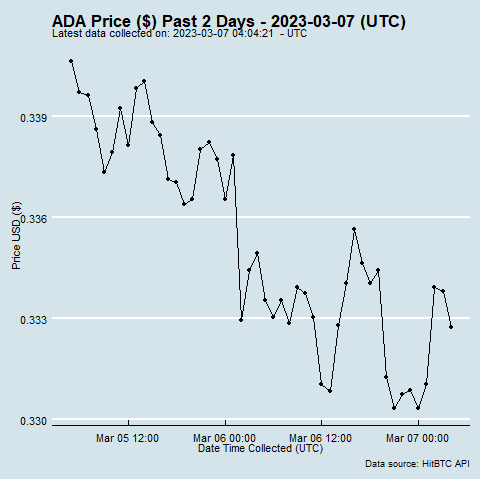 ADA Price ($) Past 2 Days - 2023-03-07 (UTC)
Latest data collected on: 2023-03-07 04:04:21 - UTC
Price USD ($)
0.339
0.336
0.333
0.330
Mar 05 12:00 Mar 06 00:00 Mar 06 12:00 Mar 07 00:00
Date Time Collected (UTC)
Data source: HitBTC API